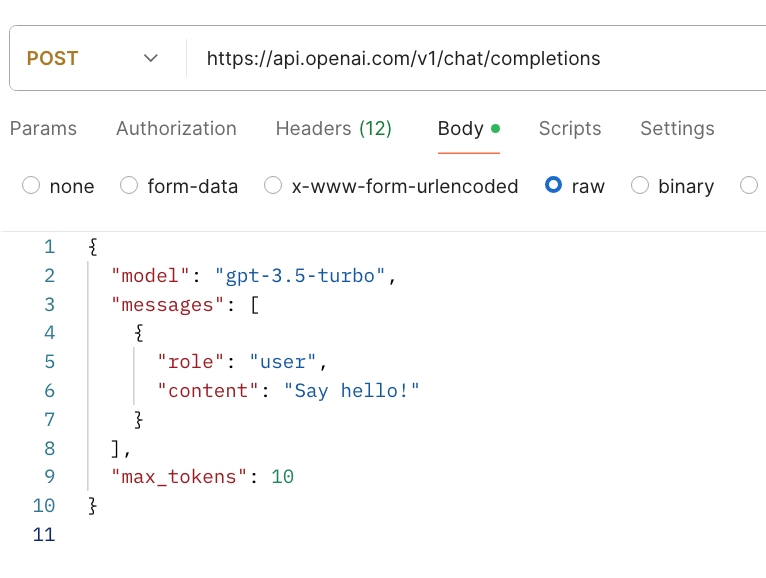 POST https://api.openai.com/v1/chat/completions
Params Authorization Headers (12) Body Scripts Settings
none form-data x-www-form-urlencoded raw binary
1 {
2 "model": "gpt-3.5-turbo",
3 "messages": [
4 {
5 "role": "user",
6 "content": "Say hello!"
7 }
8 ],
9 "max_tokens": 10
10 }
11